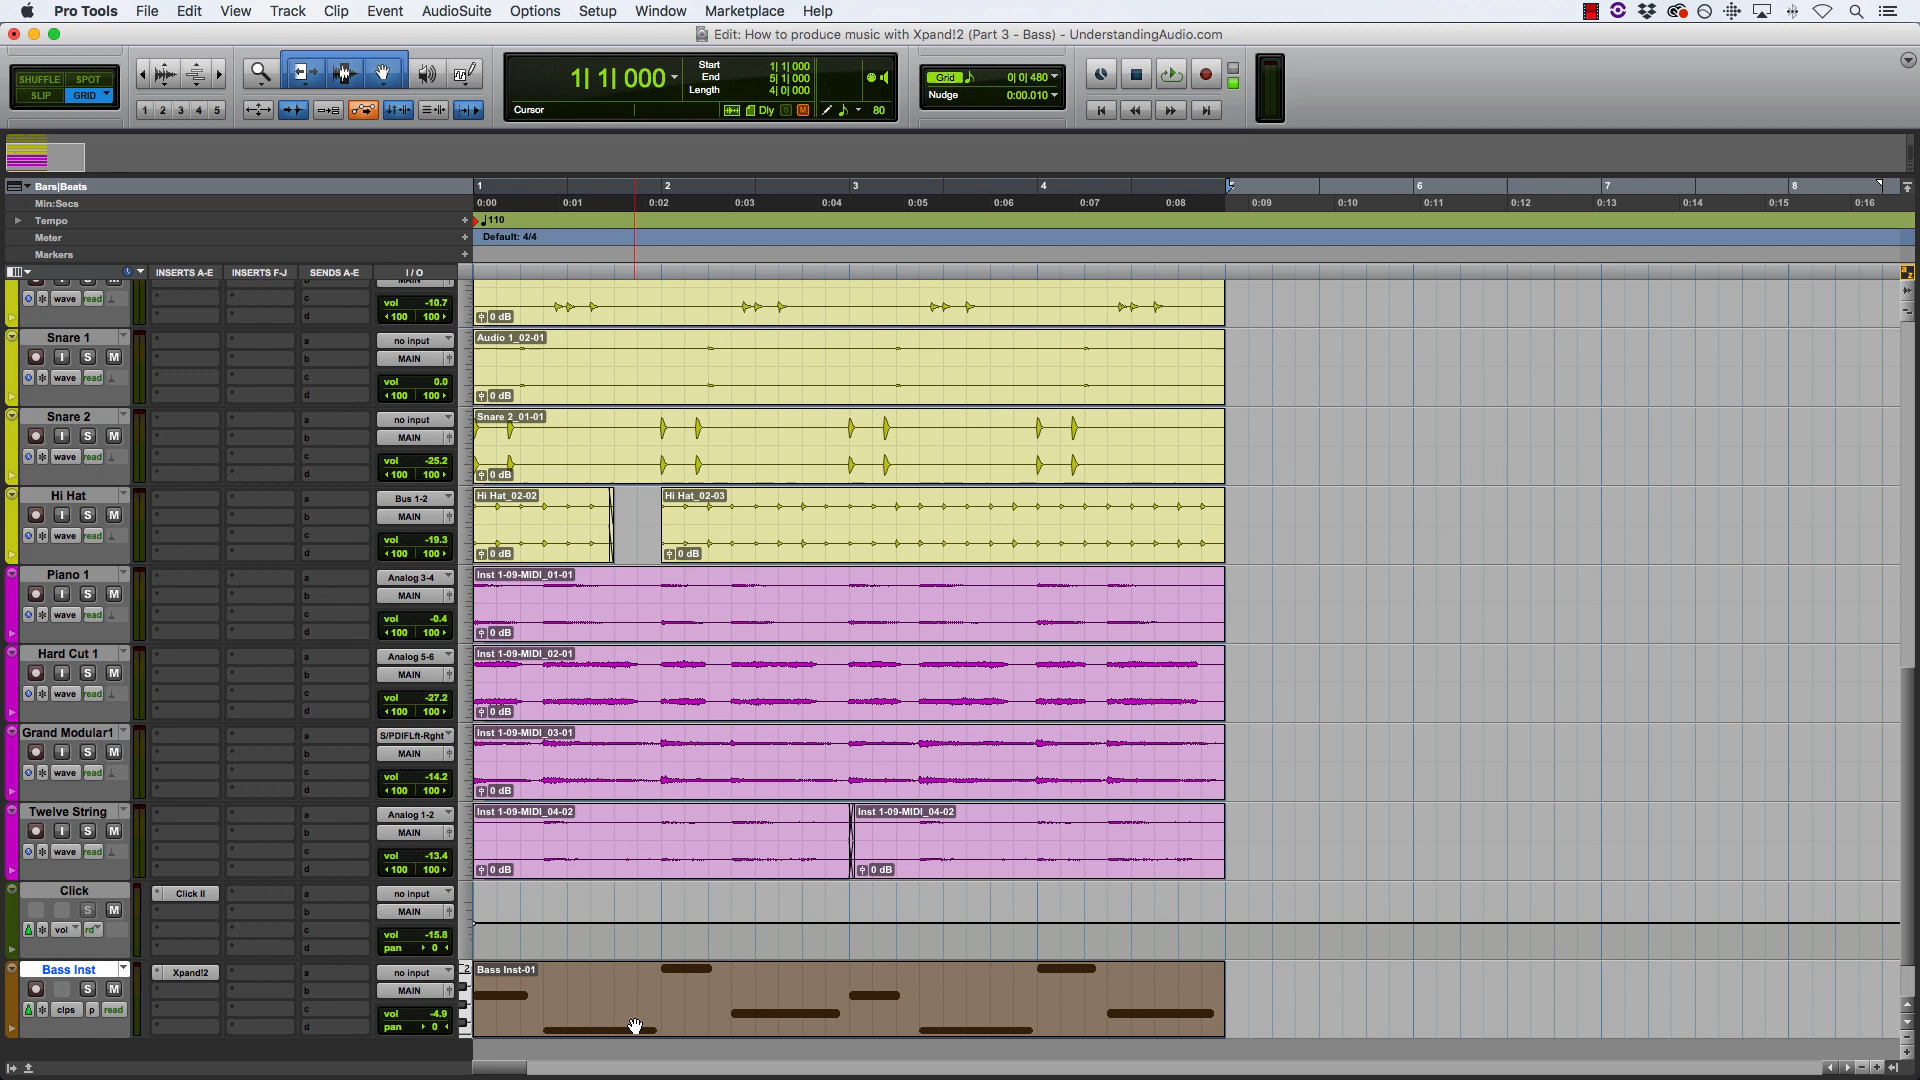 Pro Tools File Edit View Track Clip Event AudioSuite Options Setup Window Marketplace Help
Edit: How to produce music with Xpand!2 (Part 3 - Bass) - UnderstandingAudio.com
SHUFFLE SPOT
SLIP GRID
1 2 3 4 5
1| 1| 000
Start 1| 1| 000
End 5| 1| 000
Length 4| 0| 000
Cursor
Dly S M 80
Grid 0| 0| 480
Nudge 0:00.010
Bars|Beats
1 2 3 4 5 6 7 8
Min:Secs
0:00 0:01 0:02 0:03 0:04 0:05 0:06 0:07 0:08 0:09 0:10 0:11 0:12 0:13 0:14 0:15 0:16
Tempo
110
Meter
Default: 4/4
Markers
INSERTS A-E INSERTS F-J SENDS A-E I / O
a z
MAIN
wave read
c
d
vol -10.7
100 100
0 dB
Snare 1
I S M
wave read
a
b
c
d
no input
MAIN
vol 0.0
100 100
Audio 1_02-01
0 dB
Snare 2
I S M
wave read
a
b
c
d
no input
MAIN
vol -25.2
100 100
Snare 2_01-01
0 dB
Hi Hat
I S M
wave read
a
b
c
d
Bus 1-2
MAIN
vol -19.3
100 100
Hi Hat_02-02
0 dB
Hi Hat_02-03
0 dB
Piano 1
I S M
wave read
a
b
c
d
Analog 3-4
MAIN
vol -0.4
100 100
Inst 1-09-MIDI_01-01
0 dB
Hard Cut 1
I S M
wave read
a
b
c
d
Analog 5-6
MAIN
vol -27.2
100 100
Inst 1-09-MIDI_02-01
0 dB
Grand Modular1
I S M
wave read
a
b
c
d
S/PDIFLft-Rght
MAIN
vol -14.2
100 100
Inst 1-09-MIDI_03-01
0 dB
Twelve String
I S M
wave read
a
b
c
d
Analog 1-2
MAIN
vol -13.4
100 100
Inst 1-09-MIDI_04-02
0 dB
Inst 1-09-MIDI_04-02
0 dB
Click
S M
vol rd
Click II
a
b
c
d
no input
MAIN
vol -15.8
pan 0
Bass Inst
S M
clps p read
Xpand!2
a
b
c
d
no input
MAIN
vol -4.9
pan 0
2
Bass Inst-01